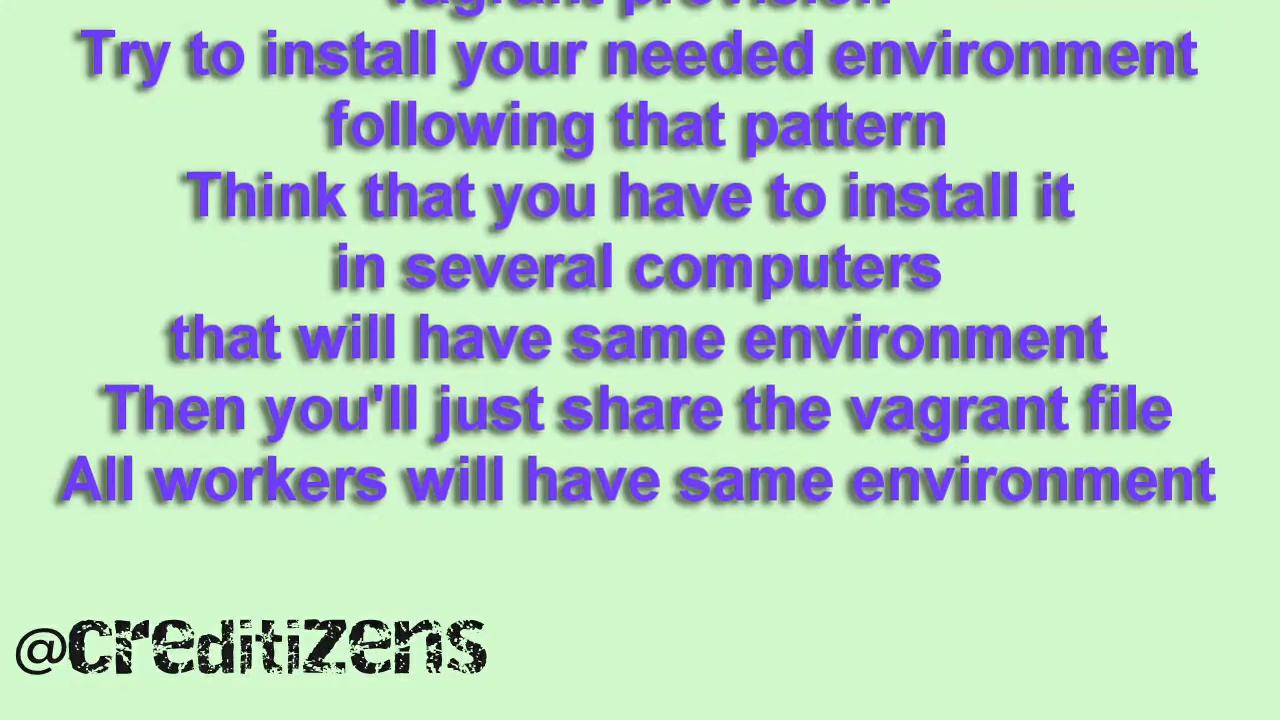 vagrant provision
Try to install your needed environment
following that pattern
Think that you have to install it
in several computers
that will have same environment
Then you'll just share the vagrant file
All workers will have same environment
@creditizens